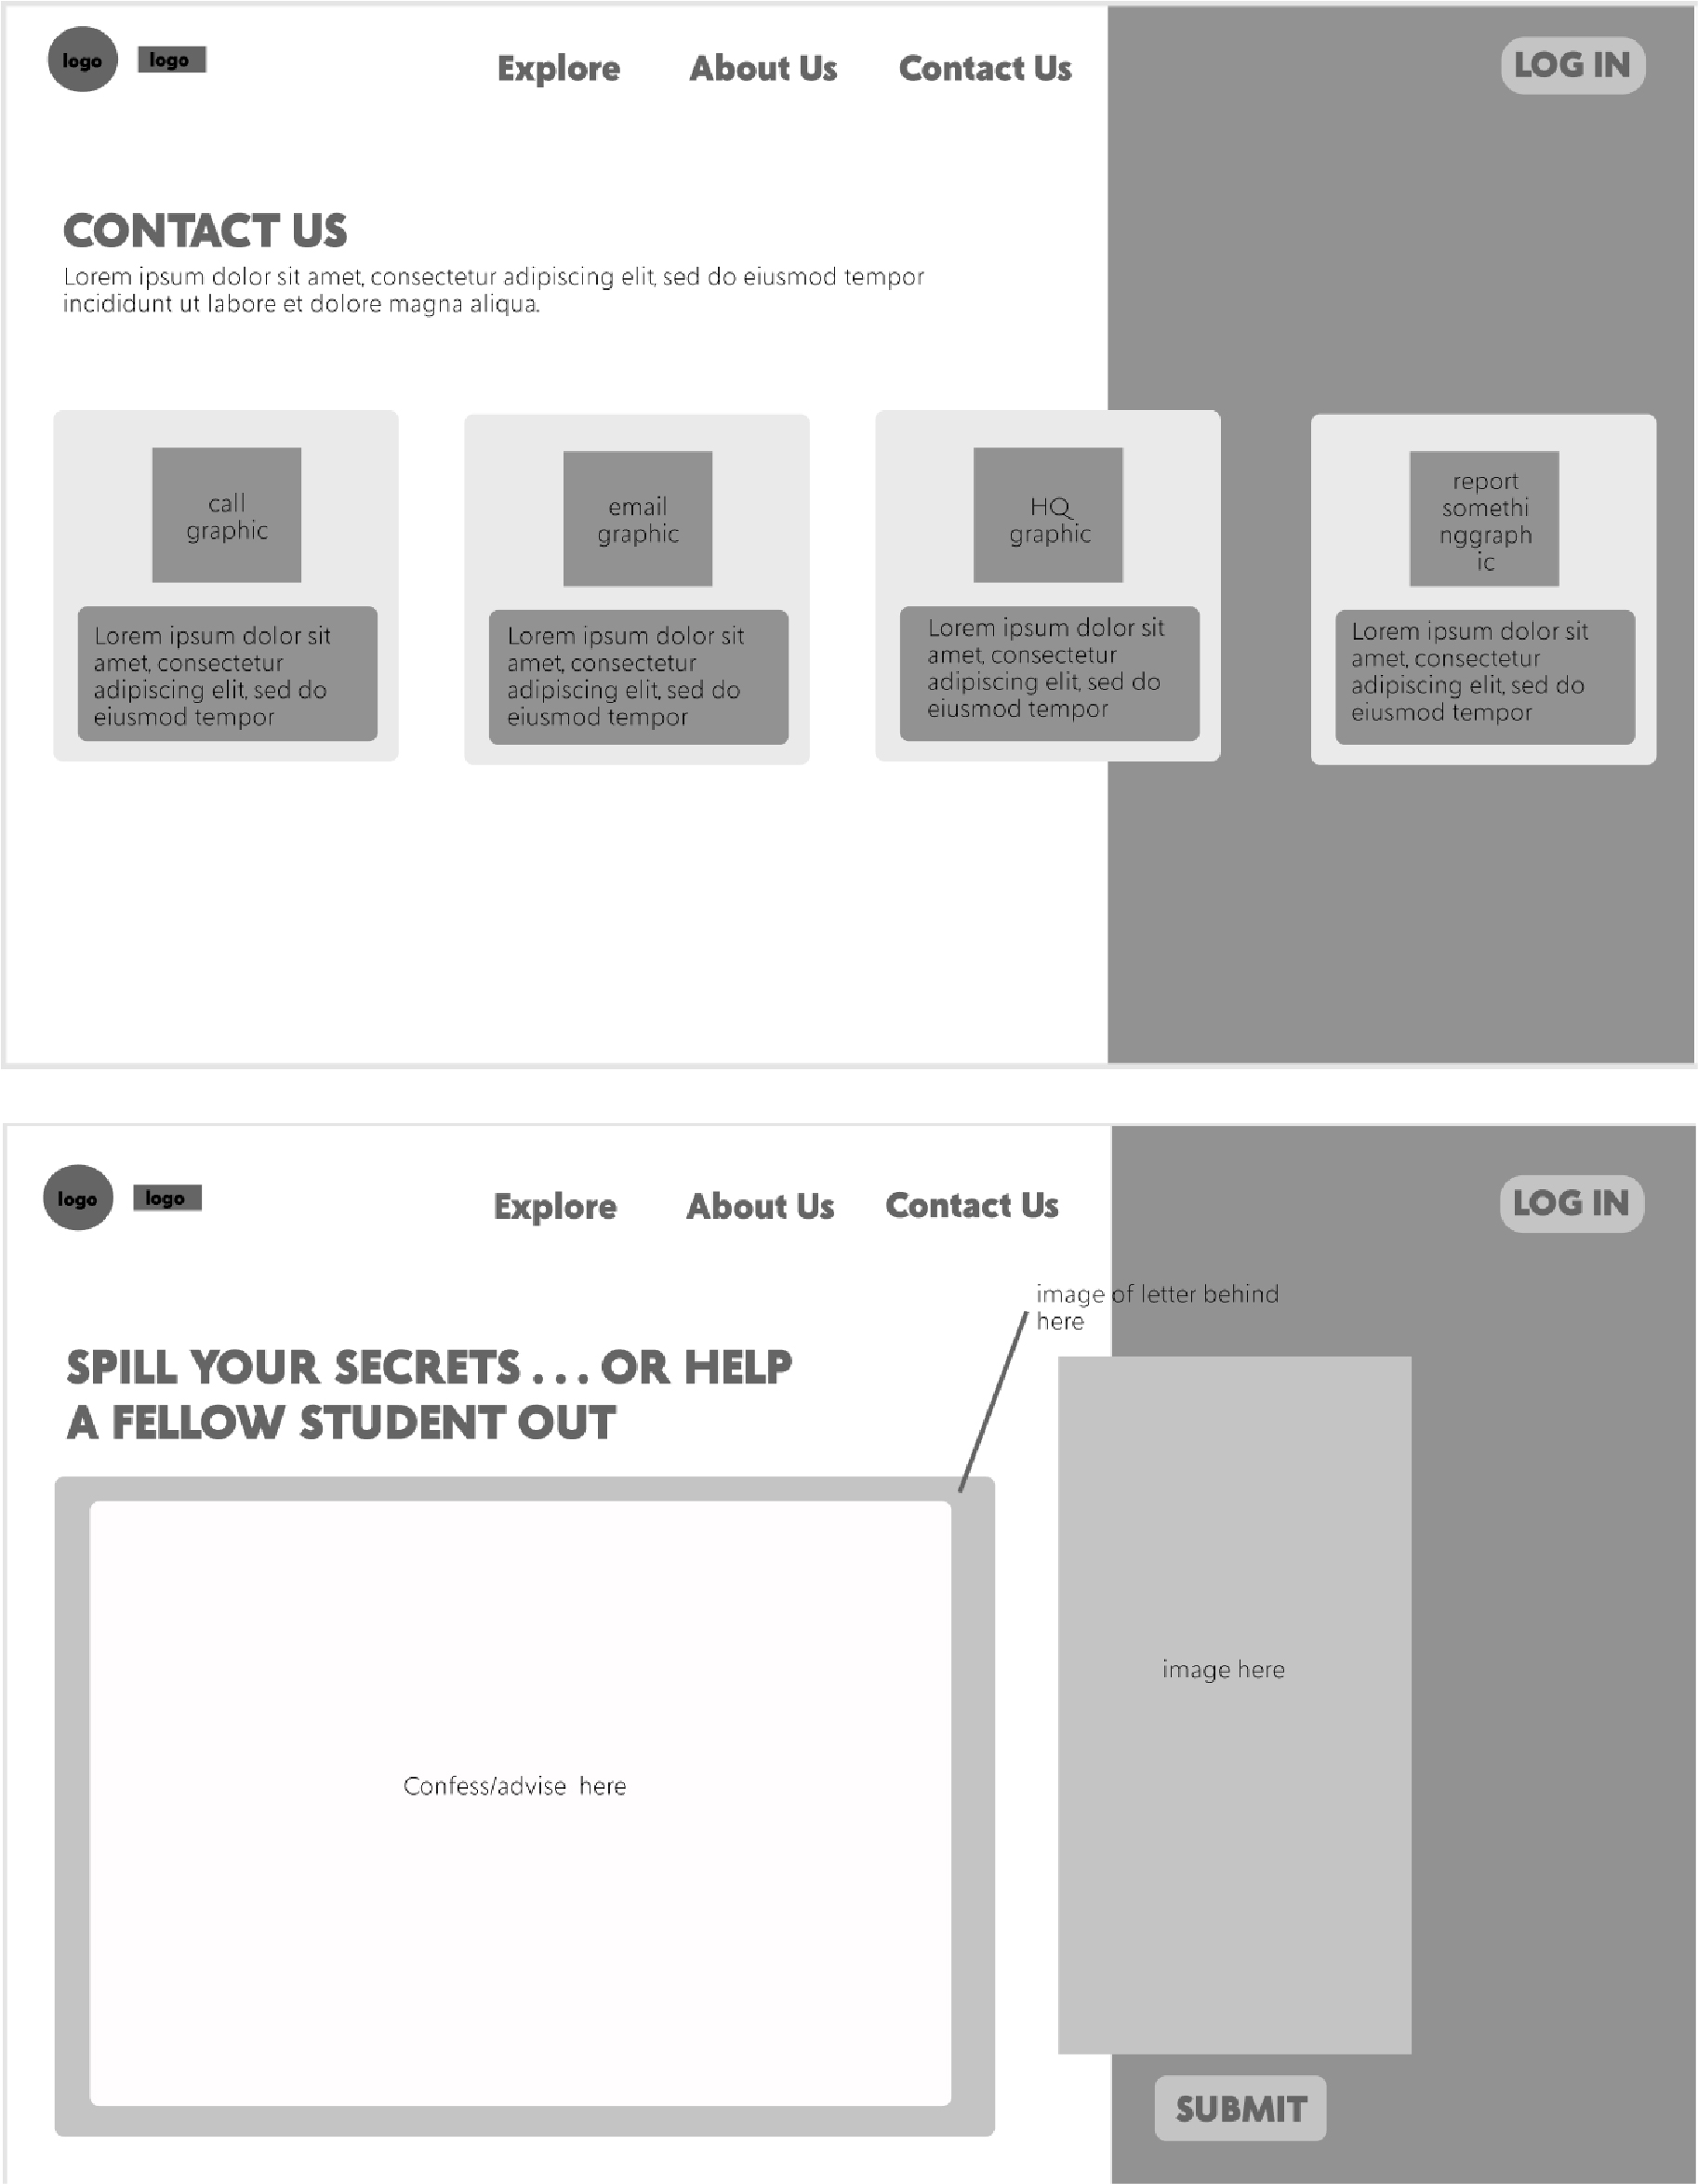 logo
logo
Explore
About Us
Contact Us
LOG IN
CONTACT US
Lorem ipsum dolor sit amet, consectetur adipiscing elit, sed do eiusmod tempor
incididunt ut labore et dolore magna aliqua.
call
graphic
Lorem ipsum dolor sit
amet, consectetur
adipiscing elit, sed do
eiusmod tempor
email
graphic
Lorem ipsum dolor sit
amet, consectetur
adipiscing elit, sed do
eiusmod tempor
HQ
graphic
Lorem ipsum dolor sit
amet, consectetur
adipiscing elit, sed do
eiusmod tempor
report
somethi
nggraph
ic
Lorem ipsum dolor sit
amet, consectetur
adipiscing elit, sed do
eiusmod tempor
logo
logo
Explore
About Us
Contact Us
LOG IN
image of letter behind
here
SPILL YOUR SECRETS . . . OR HELP
A FELLOW STUDENT OUT
Confess/advise here
image here
SUBMIT